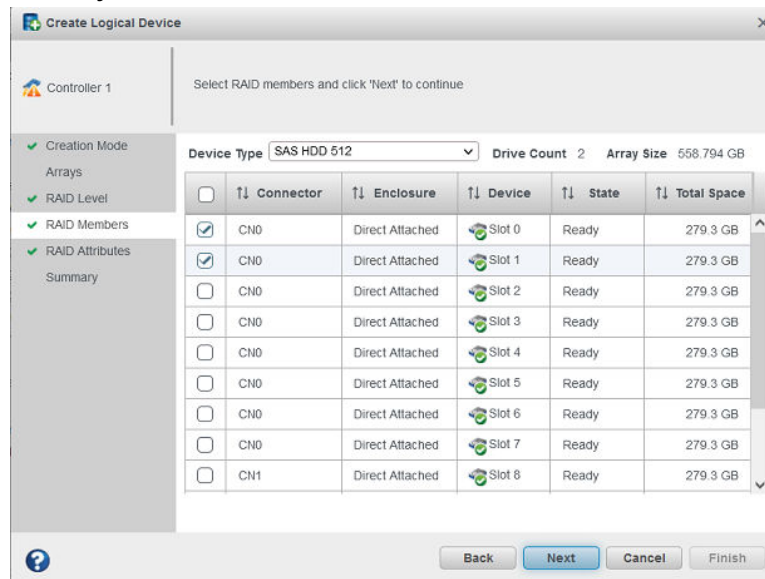 Create Logical Device
Controller 1
Select RAID members and click 'Next' to continue
Creation Mode
Arrays
RAID Level
RAID Members
RAID Attributes
Summary
Device Type SAS HDD 512 Drive Count 2 Array Size 558.794 GB
Connector Enclosure Device State Total Space
CN0 Direct Attached Slot 0 Ready 279.3 GB
CN0 Direct Attached Slot 1 Ready 279.3 GB
CN0 Direct Attached Slot 2 Ready 279.3 GB
CN0 Direct Attached Slot 3 Ready 279.3 GB
CN0 Direct Attached Slot 4 Ready 279.3 GB
CN0 Direct Attached Slot 5 Ready 279.3 GB
CN0 Direct Attached Slot 6 Ready 279.3 GB
CN0 Direct Attached Slot 7 Ready 279.3 GB
CN1 Direct Attached Slot 8 Ready 279.3 GB
? Back Next Cancel Finish